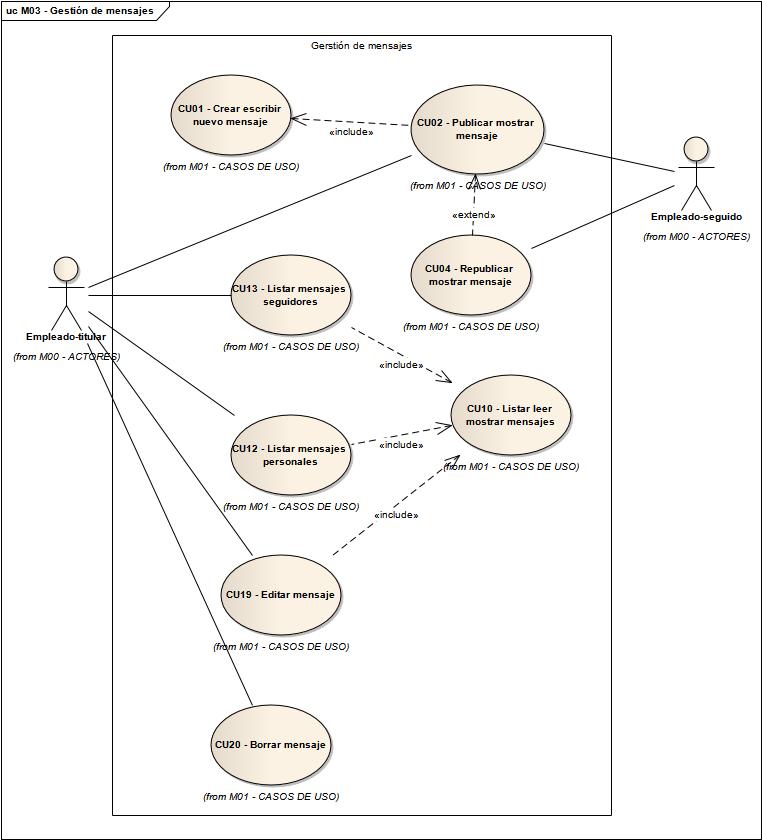 uc M03 - Gestión de mensajes
Gerstión de mensajes
CU01 - Crear escribir
nuevo mensaje
(from M01 - CASOS DE USO)
«include»
CU02 - Publicar mostrar
mensaje
(from M01 - CASOS DE USO)
Empleado-seguido
(from M00 - ACTORES)
«extend»
CU04 - Republicar
mostrar mensaje
(from M01 - CASOS DE USO)
CU13 - Listar mensajes
seguidores
(from M01 - CASOS DE USO)
Empleado-titular
(from M00 - ACTORES)
«include»
CU10 - Listar leer
mostrar mensajes
(from M01 - CASOS DE USO)
CU12 - Listar mensajes
personales
(from M01 - CASOS DE USO)
«include»
«include»
CU19 - Editar mensaje
(from M01 - CASOS DE USO)
CU20 - Borrar mensaje
(from M01 - CASOS DE USO)